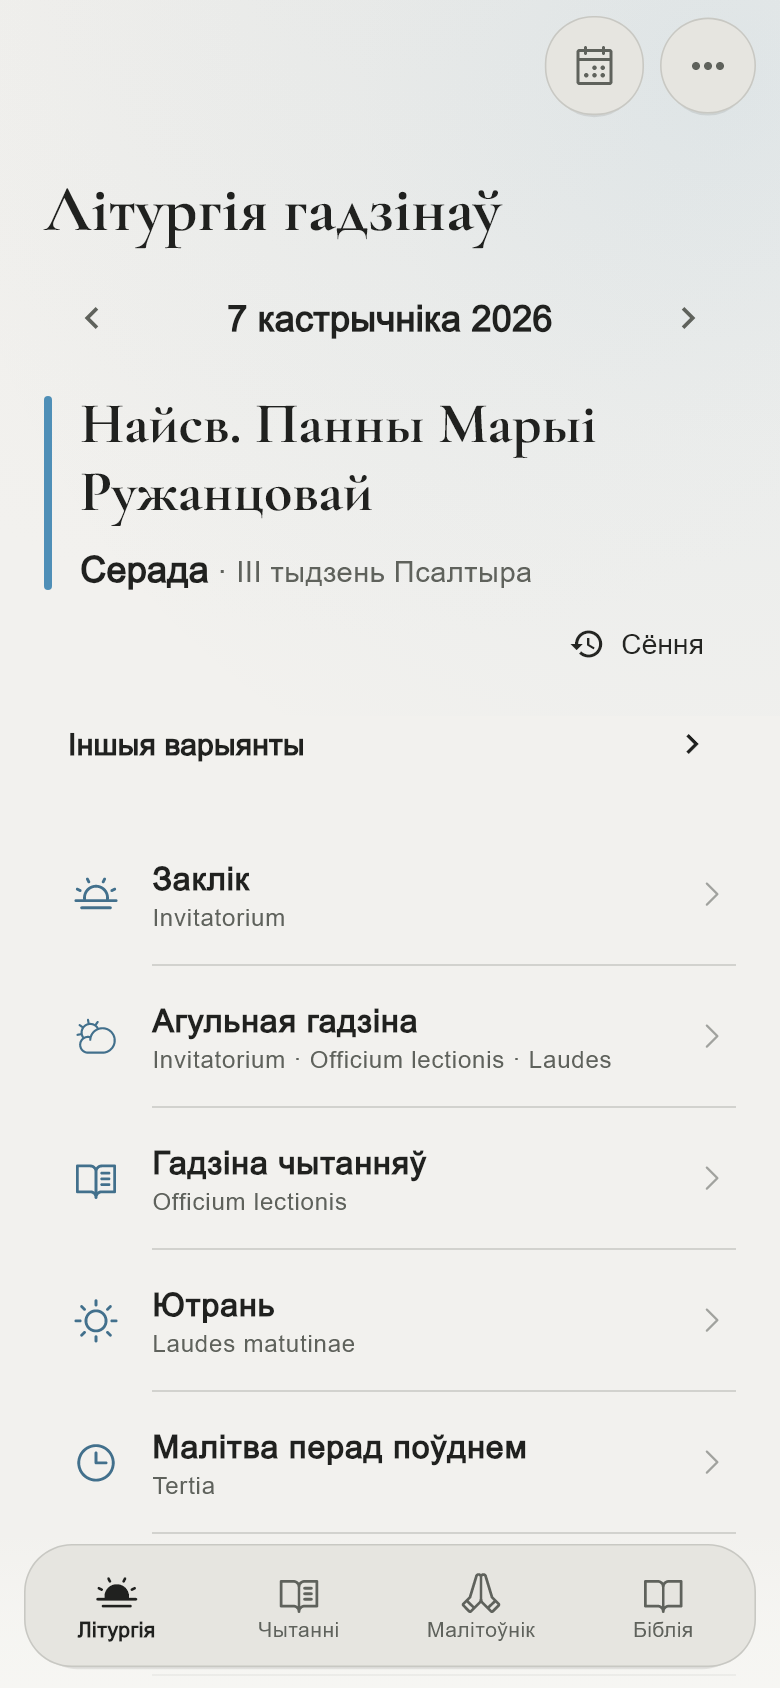 Літургія гадзінаў
7 кастрычніка 2026
Найсв. Панны Марыі
Ружанцовай
Серада · III тыдзень Псалтыра
Сёння
Іншыя варыянты
Заклік
Invitatorium
Агульная гадзіна
Invitatorium · Officium lectionis · Laudes
Гадзіна чытанняў
Officium lectionis
Ютрань
Laudes matutinae
Малітва перад поўднем
Tertia
Літургія
Чытанні
Малітоўнік
Біблія